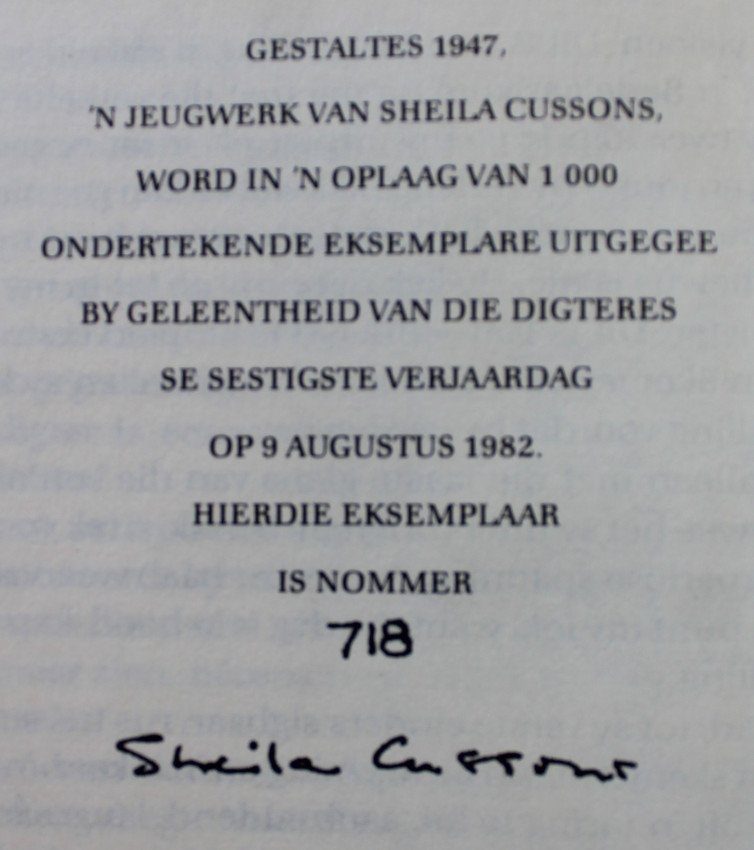 GESTALTES 1947,
'N JEUGWERK VAN SHEILA CUSSONS,
WORD IN 'N OPLAAG VAN 1 000
ONDERTEKENDE EKSEMPLARE UITGEGEE
BY GELEENTHEID VAN DIE DIGTERES
SE SESTIGSTE VERJAARDAG
OP 9 AUGUSTUS 1982.
HIERDIE EKSEMPLAAR
IS NOMMER
718
Sheila Cussons